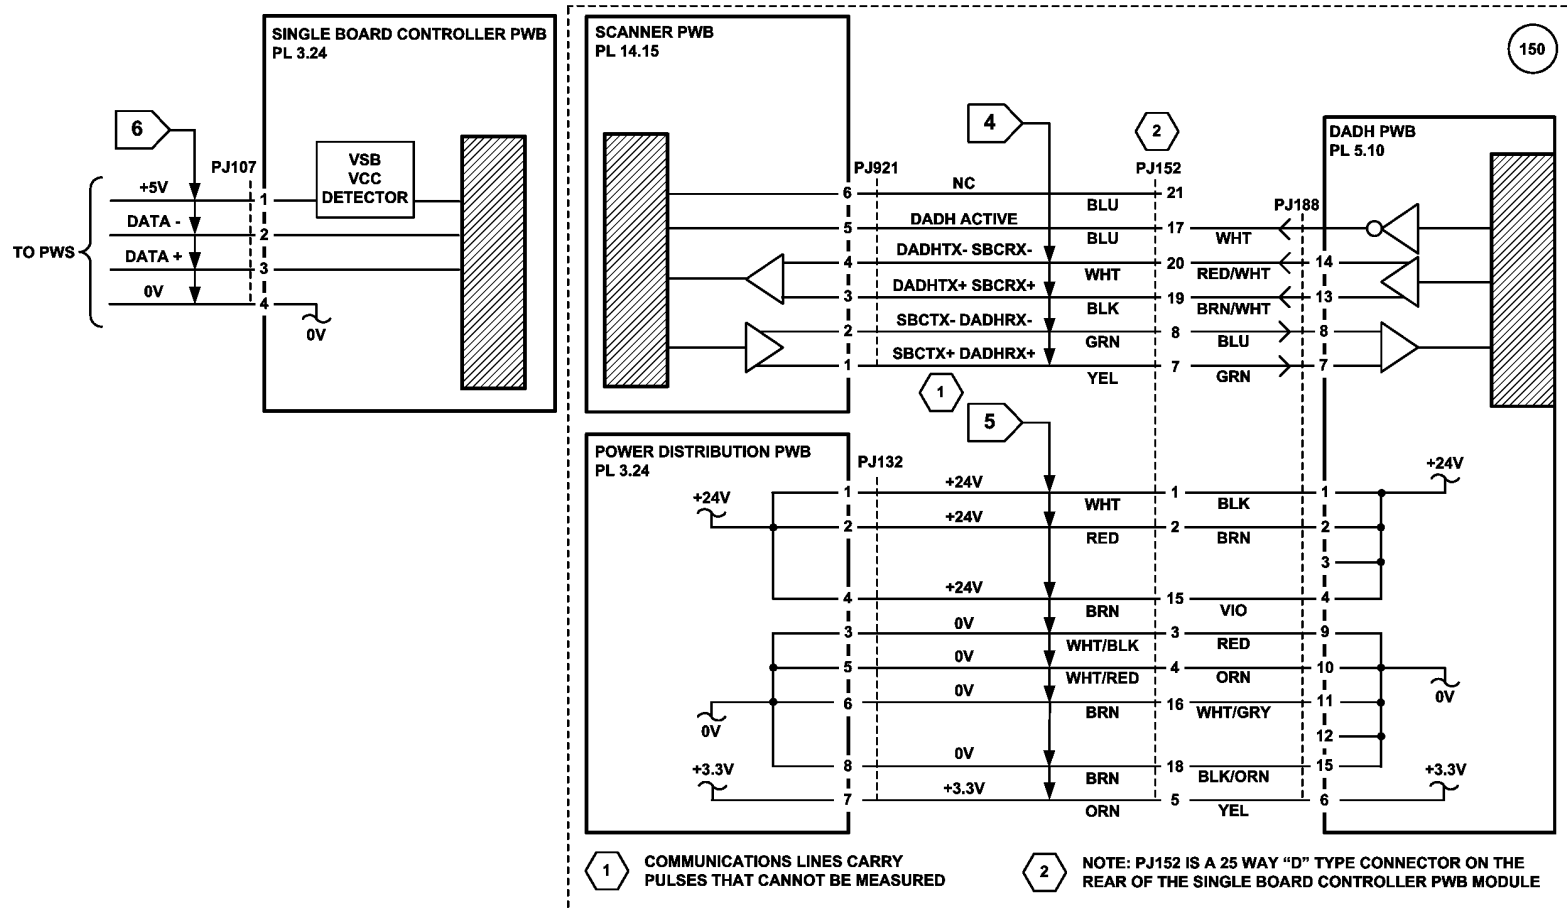 SINGLE BOARD CONTROLLER PWB
PL 3.24
6
PJ107
VSB
VCC
DETECTOR
TO PWS
+5V
1
DATA -
2
DATA +
3
0V
4
0V
SCANNER PWB
PL 14.15
150
4
2
DADH PWB
PL 5.10
PJ921
PJ152
PJ188
6
NC
BLU
21
5
DADH ACTIVE
BLU
17
WHT
4
DADHTX- SBCRX-
WHT
20
RED/WHT
14
3
DADHTX+ SBCRX+
BLK
19
BRN/WHT
13
2
SBCTX- DADHRX-
GRN
8
BLU
8
1
SBCTX+ DADHRX+
YEL
7
GRN
7
1
5
POWER DISTRIBUTION PWB
PL 3.24
PJ132
+24V
+24V
1
+24V
WHT
1
BLK
1
2
+24V
RED
2
BRN
2
3
4
+24V
BRN
15
VIO
4
3
0V
WHT/BLK
3
RED
9
5
0V
WHT/RED
4
ORN
10
0V
6
0V
BRN
16
WHT/GRY
11
0V
12
8
0V
BRN
18
BLK/ORN
15
+3.3V
7
+3.3V
ORN
5
YEL
6
+3.3V
1
COMMUNICATIONS LINES CARRY
PULSES THAT CANNOT BE MEASURED
2
NOTE: PJ152 IS A 25 WAY “D” TYPE CONNECTOR ON THE
REAR OF THE SINGLE BOARD CONTROLLER PWB MODULE